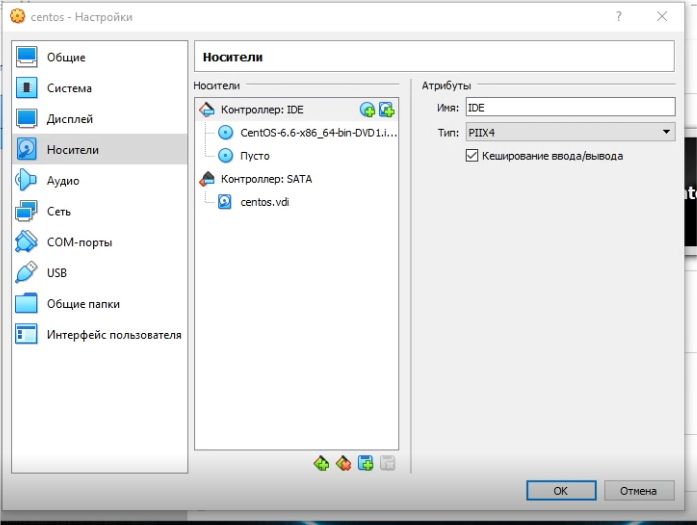 centos - Настройки
?
Общие
Система
Дисплей
Носители
Аудио
Сеть
COM-порты
USB
Общие папки
Интерфейс пользователя
Носители
Носители
Контроллер: IDE
CentOS-6.6-x86_64-bin-DVD1.i...
Пусто
Контроллер: SATA
centos.vdi
Атрибуты
Имя: IDE
Тип: PIIX4
Кеширование ввода/вывода
OK
Отмена